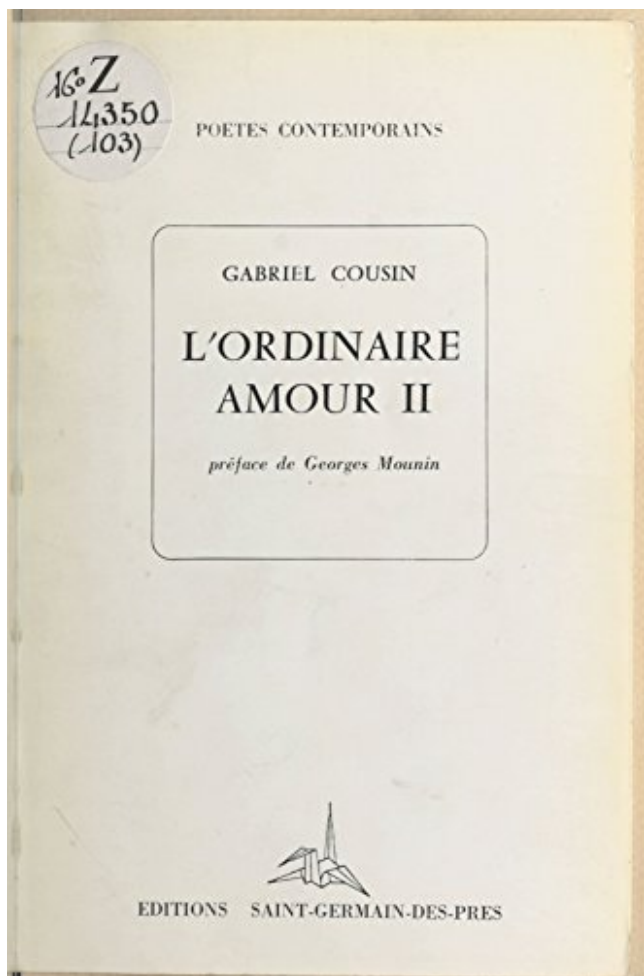 16° Z
14350
(103)
POETES CONTEMPORAINS
GABRIEL COUSIN
L'ORDINAIRE
AMOUR II
préface de Georges Mounin
EDITIONS SAINT-GERMAIN-DES-PRES